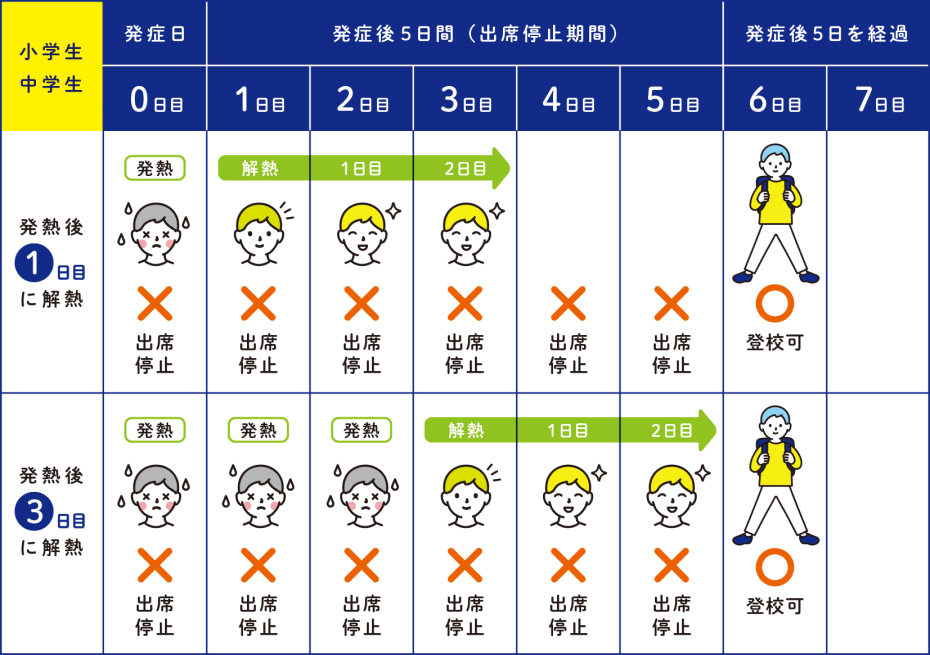 小学生
中学生
発症日
発症後5日間（出席停止期間）
発症後5日を経過
0日目
1日目
2日目
3日目
4日目
5日目
6日目
7日目
発熱後
1日目
に解熱
発熱
解熱
1日目
2日目
出席
停止
出席
停止
出席
停止
出席
停止
出席
停止
出席
停止
登校可
発熱後
3日目
に解熱
発熱
発熱
発熱
解熱
1日目
2日目
出席
停止
出席
停止
出席
停止
出席
停止
出席
停止
出席
停止
登校可